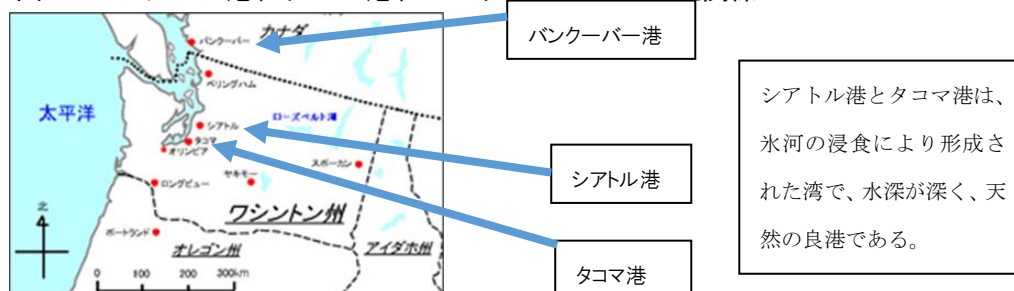 カナダ
バンクーバー
バンクーバー港
ベリングハム
太平洋
ローズベルト湖
シアトル
タコマ
オリンピア
スポーカン
ロングビュー
ヤキモー
シアトル港
ワシントン州
北
ポートランド
オレゴン州
アイダホ州
タコマ港
0 100 200 300km
シアトル港とタコマ港は、
氷河の浸食により形成さ
れた湾で、水深が深く、天
然の良港である。